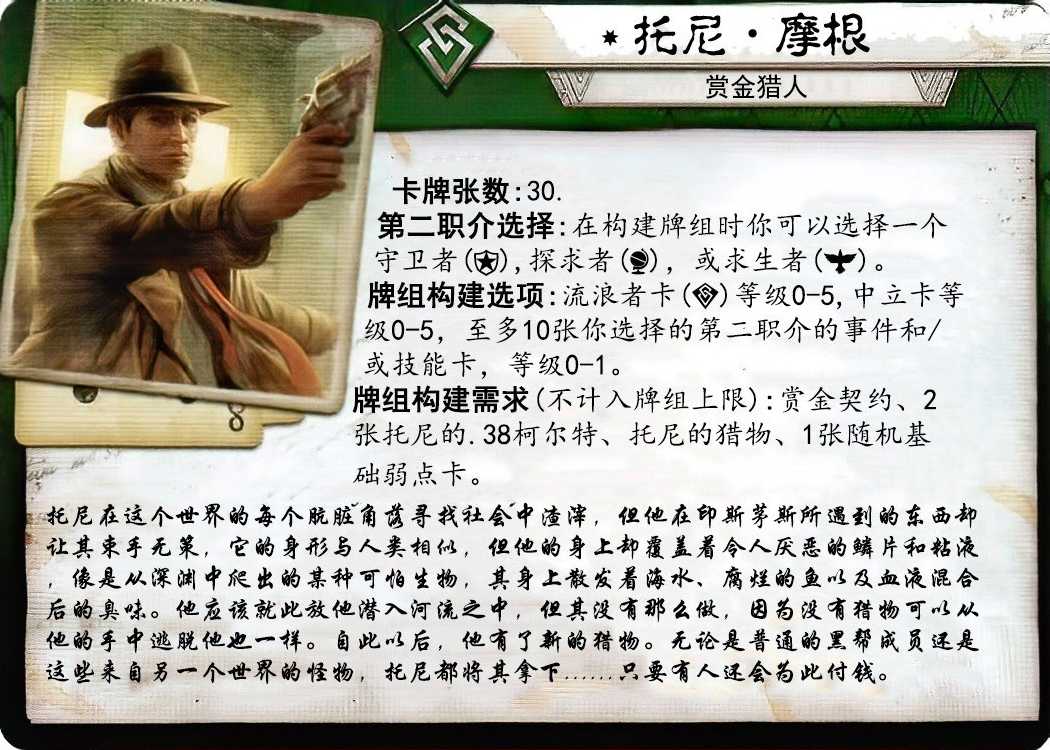 托尼·摩根
赏金猎人
卡牌张数:30.
第二职介选择:在构建牌组时你可以选择一个
守卫者(),探求者(),或求生者()。
牌组构建选项:流浪者卡()等级0-5,中立卡等
级0-5,至多10张你选择的第二职介的事件和/
或技能卡,等级0-1。
牌组构建需求(不计入牌组上限):赏金契约、2
张托尼的.38柯尔特、托尼的猎物、1张随机基
础弱点卡。
8
托尼在这个世界的每个肮脏角落寻找社会中渣滓,但他在印斯茅斯所遇到的东西却
让其束手无策,它的身形与人类相似,但他的身上却覆盖着令人厌恶的鳞片和粘液
,像是从深渊中爬出的某种可怕生物,其身上散发着海水、腐烂的鱼以及血液混合
后的臭味。他应该就此放他潜入河流之中,但其没有那么做,因为没有猎物可以从
他的手中逃脱他也一样。自此以后,他有了新的猎物。无论是普通的黑帮成员还是
这些来自另一个世界的怪物,托尼都将其拿下......只要有人还会为此付钱。